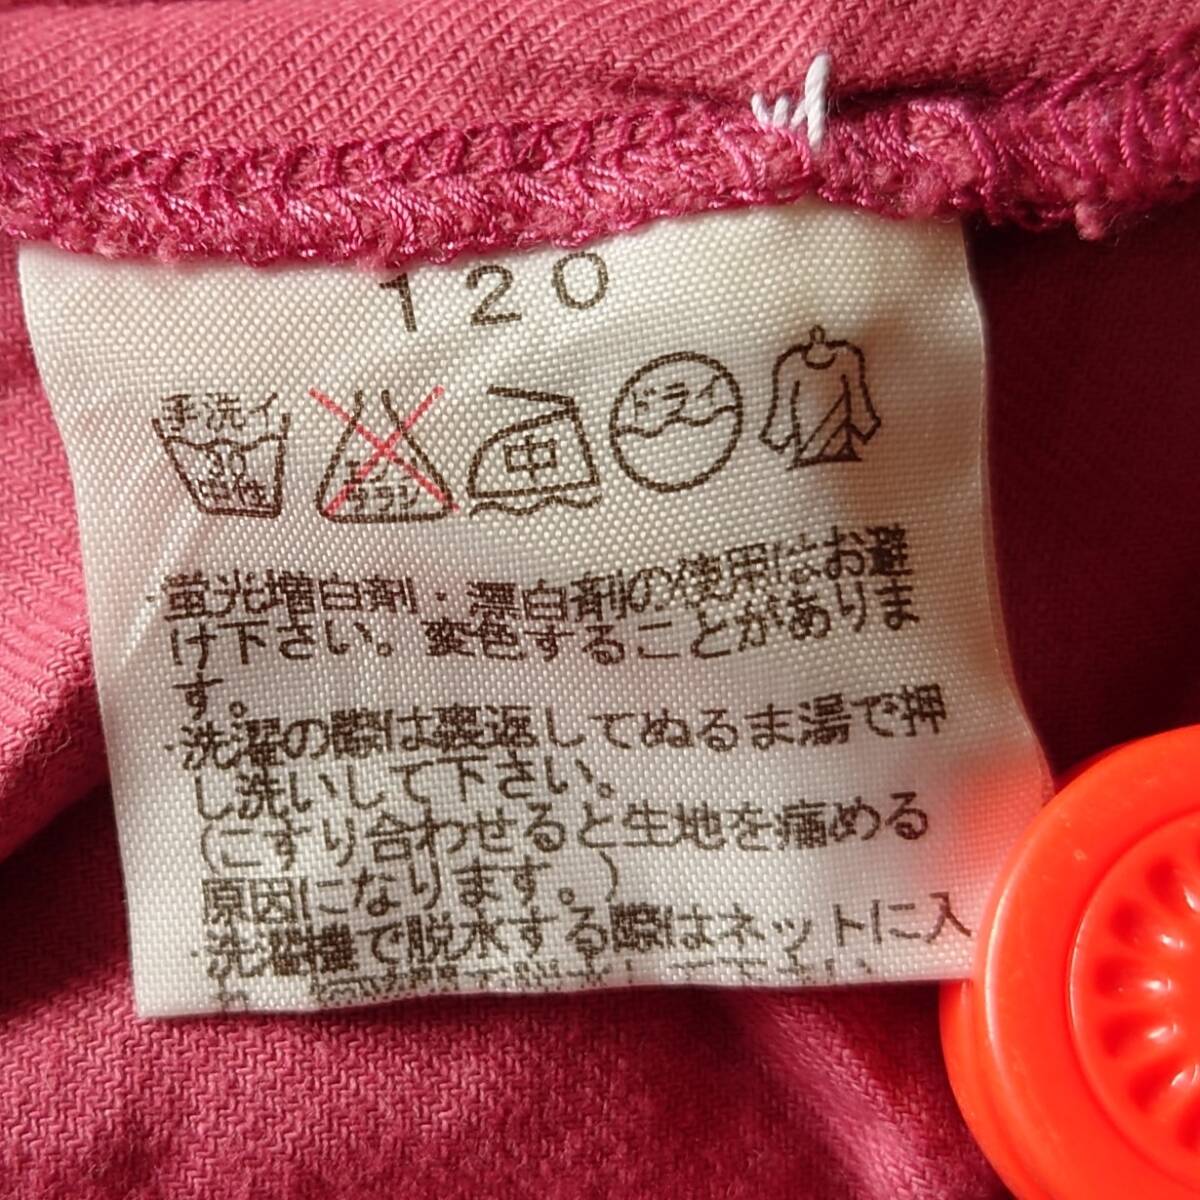 120
手洗イ
30
中性
エンソ
サラシ
中
ドライ
・蛍光増白剤・漂白剤の使用はお避
け下さい。変色することがありま
す。
・洗濯の際は裏返してぬるま湯で押
し洗いして下さい。
(こすり合わせると生地を痛める
原因になります。)
・洗濯機で脱水する際はネットに入